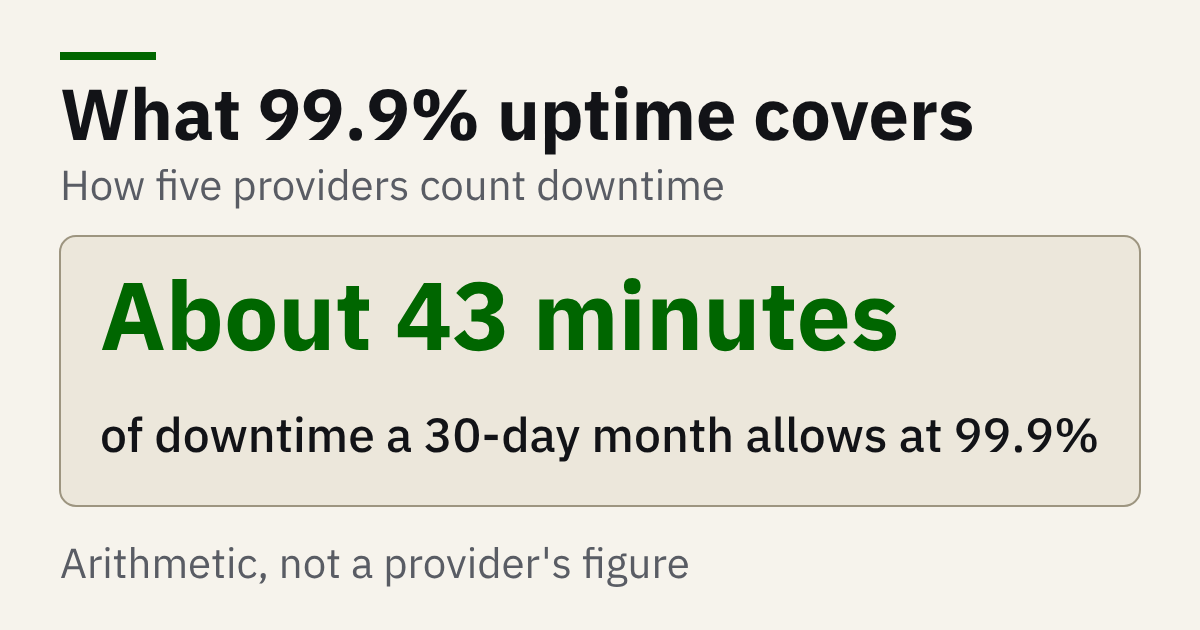 What 99.9% uptime covers
How five providers count downtime
About 43 minutes
of downtime a 30-day month allows at 99.9%
Arithmetic, not a provider's figure